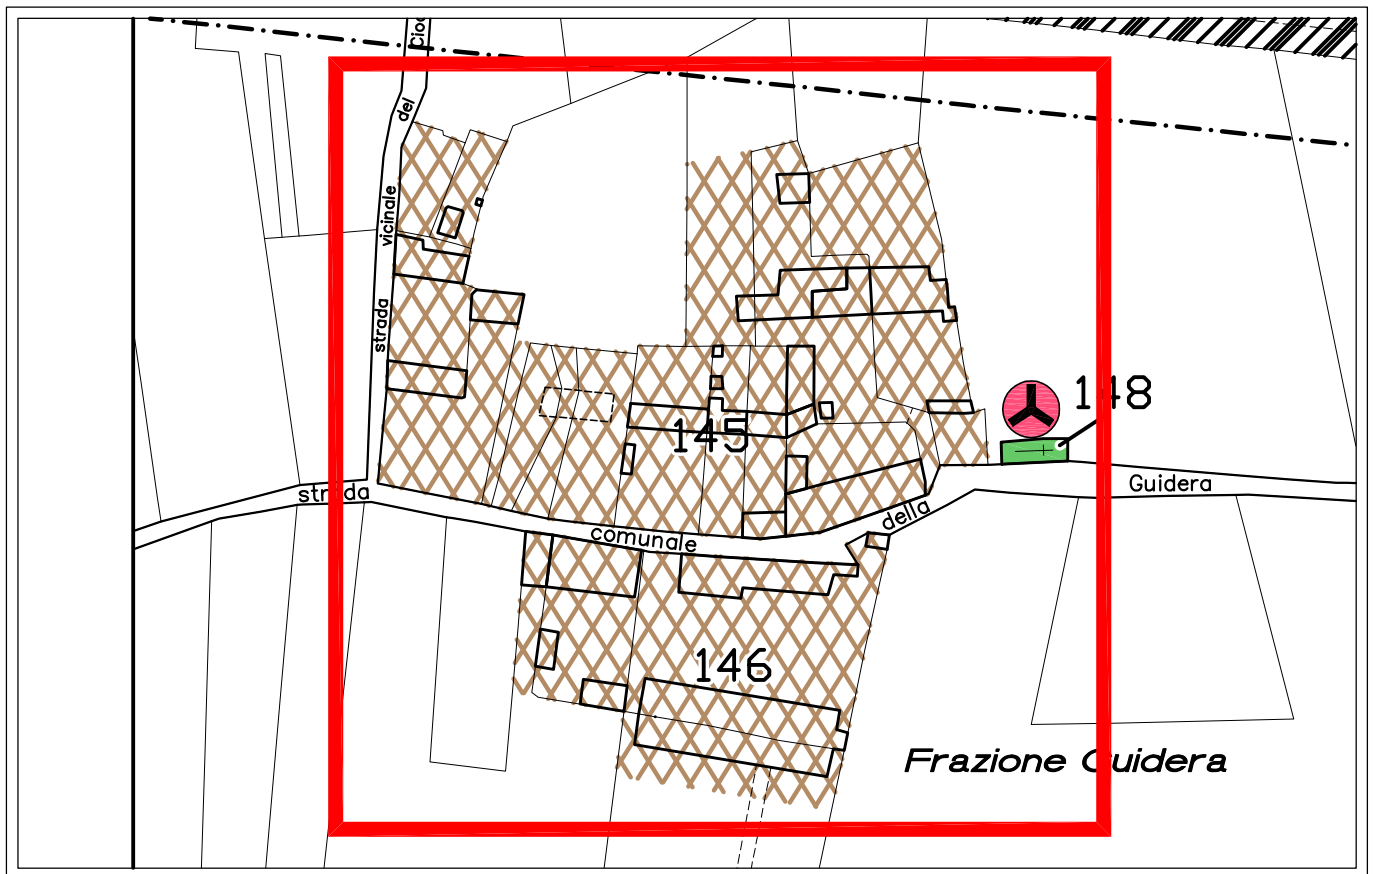 del
vicinale
strada
148
145
strada
Guidera
della
comunale
146
Frazione Guidera